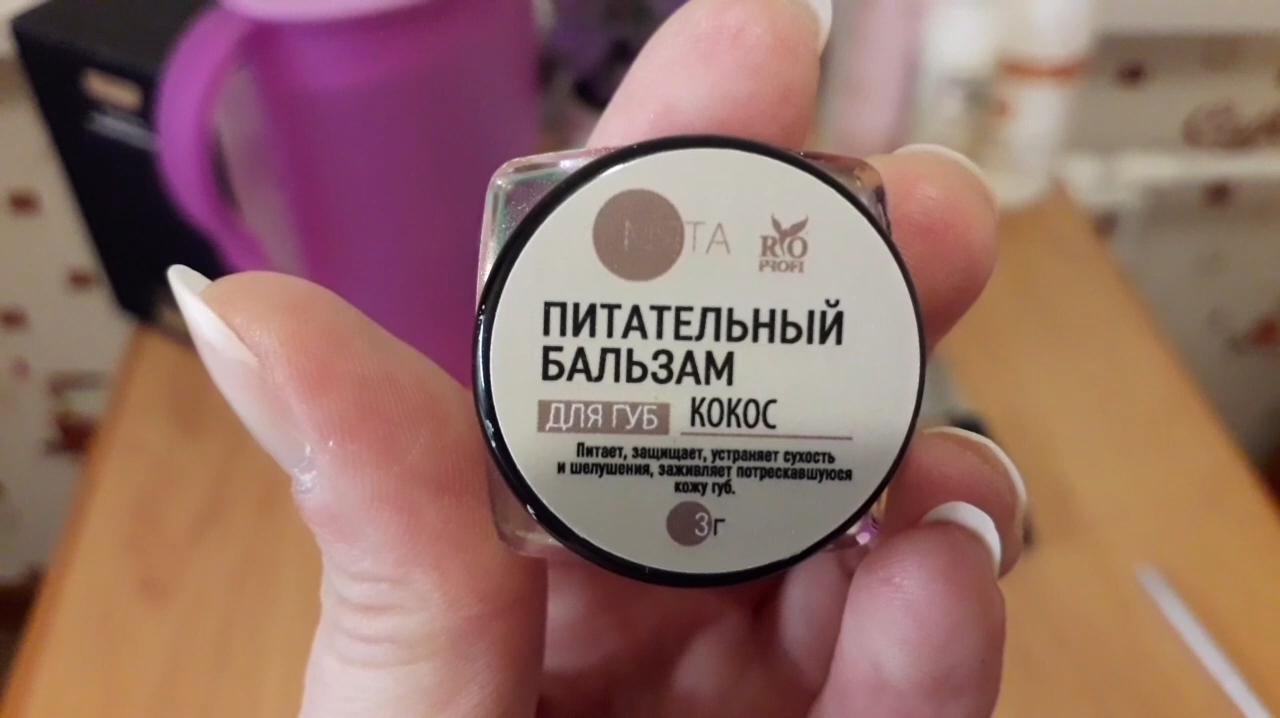 RIO
PROFI
ПИТАТЕЛЬНЫЙ
БАЛЬЗАМ
ДЛЯ ГУБ КОКОС
Питает, защищает, устраняет сухость
и шелушения, заживляет потрескавшуюся
кожу губ.
3г